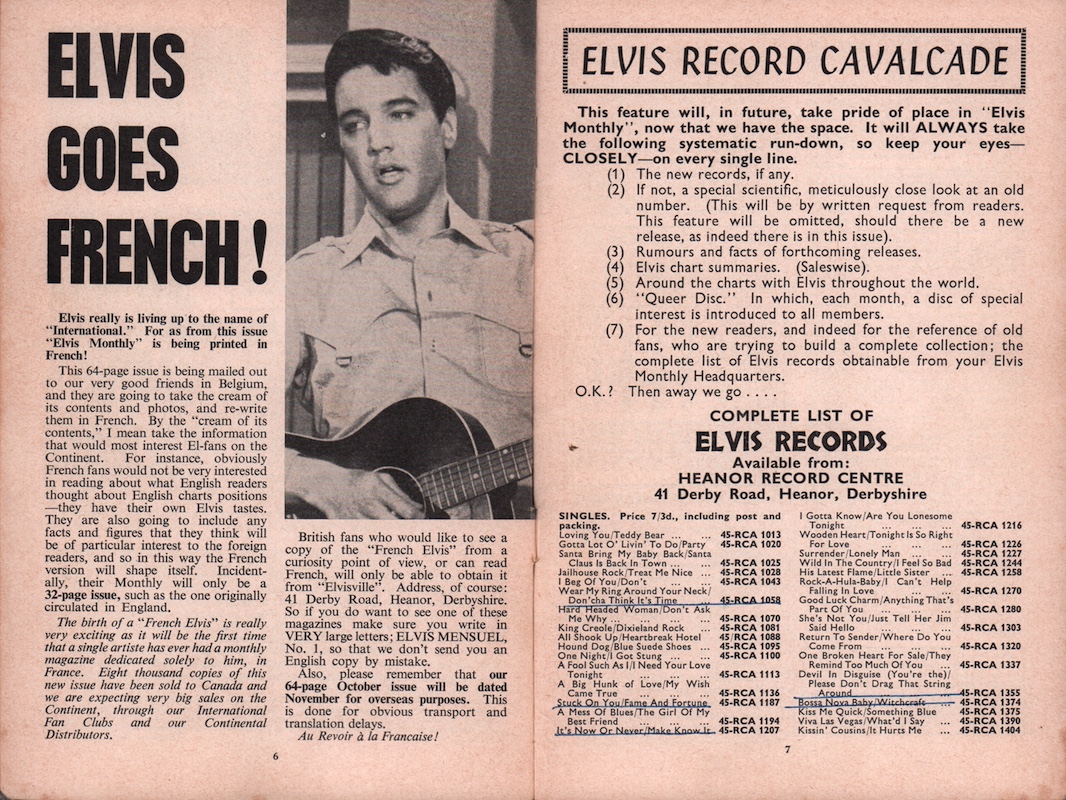 ELVIS
GOES
FRENCH!
Elvis really is living up to the name of
"International." For as from this issue
"Elvis Monthly" is being printed in
French!
This 64-page issue is being mailed out
to our very good friends in Belgium,
and they are going to take the cream of
its contents and photos, and re-write
them in French. By the "cream of its
contents," I mean take the information
that would most interest El-fans on the
Continent. For instance, obviously
French fans would not be very interested
in reading about what English readers
thought about English charts positions
—they have their own Elvis tastes.
They are also going to include any
facts and figures that they think will
be of particular interest to the foreign
readers, and so in this way the French
version will shape itself. Incident-
ally, their Monthly will only be a
32-page issue, such as the one originally
circulated in England.
The birth of a "French Elvis" is really
very exciting as it will be the first time
that a single artiste has ever had a monthly
magazine dedicated solely to him, in
France. Eight thousand copies of this
new issue have been sold to Canada and
we are expecting very big sales on the
Continent, through our International
Fan Clubs and our Continental
Distributors.
British fans who would like to see a
copy of the "French Elvis" from a
curiosity point of view, or can read
French, will only be able to obtain it
from "Elvisville". Address, of course:
41 Derby Road, Heanor, Derbyshire.
So if you do want to see one of these
magazines make sure you write in
VERY large letters; ELVIS MENSUEL,
No. 1, so that we don't send you an
English copy by mistake.
Also, please remember that our
64-page October issue will be dated
November for overseas purposes. This
is done for obvious transport and
translation delays.
Au Revoir à la Francaise!
6
ELVIS RECORD CAVALCADE
This feature will, in future, take pride of place in "Elvis
Monthly", now that we have the space. It will ALWAYS take
the following systematic run-down, so keep your eyes—
CLOSELY—on every single line.
(1) The new records, if any.
(2) If not, a special scientific, meticulously close look at an old
number. (This will be by written request from readers.
This feature will be omitted, should there be a new
release, as indeed there is in this issue).
(3) Rumours and facts of forthcoming releases.
(4) Elvis chart summaries. (Saleswise).
(5) Around the charts with Elvis throughout the world.
(6) "Queer Disc." In which, each month, a disc of special
interest is introduced to all members.
(7) For the new readers, and indeed for the reference of old
fans, who are trying to build a complete collection; the
complete list of Elvis records obtainable from your Elvis
Monthly Headquarters.
O.K.? Then away we go ....
COMPLETE LIST OF
ELVIS RECORDS
Available from:
HEANOR RECORD CENTRE
41 Derby Road, Heanor, Derbyshire
SINGLES. Price 7/3d., including post and
packing.
Loving You/Teddy Bear ... ... 45-RCA 1013
Gotta Lot O' Livin' To Do/Party 45-RCA 1020
Santa Bring My Baby Back/Santa
Claus Is Back In Town ... ... 45-RCA 1025
Jailhouse Rock/Treat Me Nice ... 45-RCA 1028
I Beg Of You/Don't ... ... 45-RCA 1043
Wear My Ring Around Your Neck/
Don'cha Think It's Time ... 45-RCA 1058
Hard Headed Woman/Don't Ask
Me Why ... ... ... ... 45-RCA 1070
King Creole/Dixieland Rock ... 45-RCA 1081
All Shook Up/Heartbreak Hotel 45/RCA 1088
Hound Dog/Blue Suede Shoes ... 45-RCA 1095
One Night/I Got Stung ... ... 45-RCA 1100
A Fool Such As I/I Need Your Love
Tonight ... ... ... ... 45-RCA 1113
A Big Hunk of Love/My Wish
Came True ... ... ... 45-RCA 1136
Stuck On You/Fame And Fortune 45-RCA 1187
A Mess Of Blues/The Girl Of My
Best Friend ... ... ... 45-RCA 1194
It's Now Or Never/Make Know It 45-RCA 1207
I Gotta Know/Are You Lonesome
Tonight ... ... ... 45-RCA 1216
Wooden Heart/Tonight Is So Right
For Love ... ... ... 45-RCA 1226
Surrender/Lonely Man ... ... 45-RCA 1227
Wild In The Country/I Feel So Bad 45-RCA 1244
His Latest Flame/Little Sister ... 45-RCA 1258
Rock-A-Hula-Baby/I Can't Help
Falling In Love ... ... 45-RCA 1270
Good Luck Charm/Anything That's
Part Of You ... ... ... 45-RCA 1280
She's Not You/Just Tell Her Jim
Said Hello ... ... ... 45-RCA 1303
Return To Sender/Where Do You
Come From ... ... ... 45-RCA 1320
One Broken Heart For Sale/They
Remind Too Much Of You ... 45-RCA 1337
Devil In Disguise (You're the)/
Please Don't Drag That String
Around ... ... ... ... 45-RCA 1355
Bossa Nova Baby/Witchcraft ... 45-RCA 1374
Kiss Me Quick/Something Blue 45-RCA 1375
Viva Las Vegas/What'd I Say ... 45-RCA 1390
Kissin' Cousins/It Hurts Me ... 45-RCA 1404
7